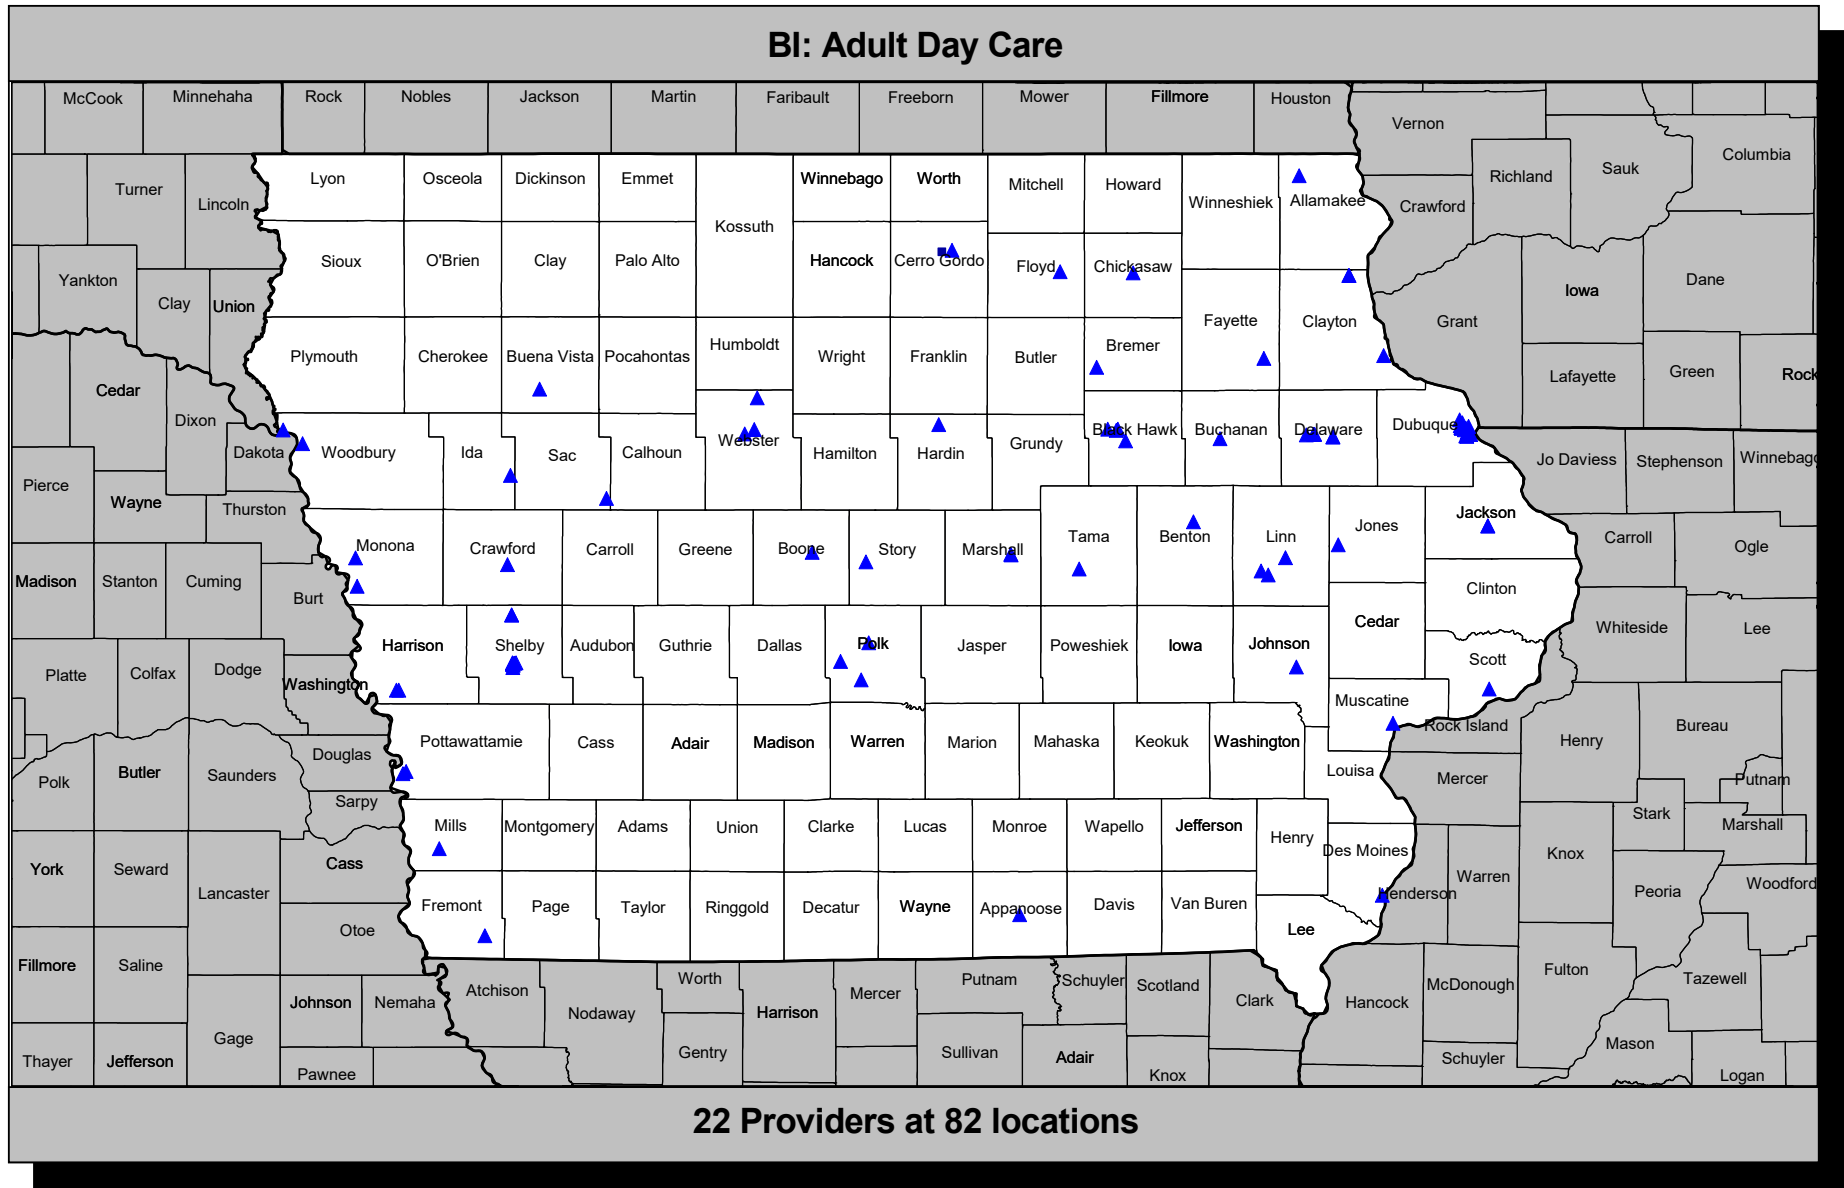 BI: Adult Day Care
McCook
Minnehaha
Rock
Nobles
Jackson
Martin
Faribault
Freeborn
Mower
Fillmore
Houston
Vernon
Columbia
Sauk
Richland
Turner
Lincoln
Lyon
Osceola
Dickinson
Emmet
Winnebago
Worth
Mitchell
Howard
Winneshiek
Allamakee
Crawford
Kossuth
Yankton
Clay
Union
Sioux
O'Brien
Clay
Palo Alto
Hancock
Cerro Gordo
Floyd
Chickasaw
Dane
Iowa
Grant
Fayette
Clayton
Plymouth
Cherokee
Buena Vista
Pocahontas
Humboldt
Wright
Franklin
Butler
Bremer
Lafayette
Green
Rock
Cedar
Dixon
Dakota
Woodbury
Ida
Sac
Calhoun
Webster
Hamilton
Hardin
Grundy
Black Hawk
Buchanan
Delaware
Dubuque
Jo Daviess
Stephenson
Winnebago
Pierce
Wayne
Thurston
Monona
Crawford
Carroll
Greene
Boone
Story
Marshall
Tama
Benton
Linn
Jones
Jackson
Carroll
Ogle
Madison
Stanton
Cuming
Burt
Clinton
Whiteside
Lee
Harrison
Shelby
Audubon
Guthrie
Dallas
Polk
Jasper
Poweshiek
Iowa
Johnson
Cedar
Scott
Platte
Colfax
Dodge
Washington
Muscatine
Rock Island
Bureau
Henry
Pottawattamie
Cass
Adair
Madison
Warren
Marion
Mahaska
Keokuk
Washington
Louisa
Mercer
Putnam
Polk
Butler
Saunders
Douglas
Sarpy
Stark
Marshall
Mills
Montgomery
Adams
Union
Clarke
Lucas
Monroe
Wapello
Jefferson
Henry
Des Moines
Knox
York
Seward
Lancaster
Cass
Warren
Henderson
Peoria
Woodford
Fremont
Page
Taylor
Ringgold
Decatur
Wayne
Appanoose
Davis
Van Buren
Lee
Otoe
Fillmore
Saline
Johnson
Nemaha
Atchison
Nodaway
Worth
Harrison
Mercer
Putnam
Schuyler
Scotland
Clark
Hancock
McDonough
Fulton
Tazewell
Gage
Gentry
Sullivan
Adair
Schuyler
Mason
Thayer
Jefferson
Pawnee
Knox
Logan
22 Providers at 82 locations